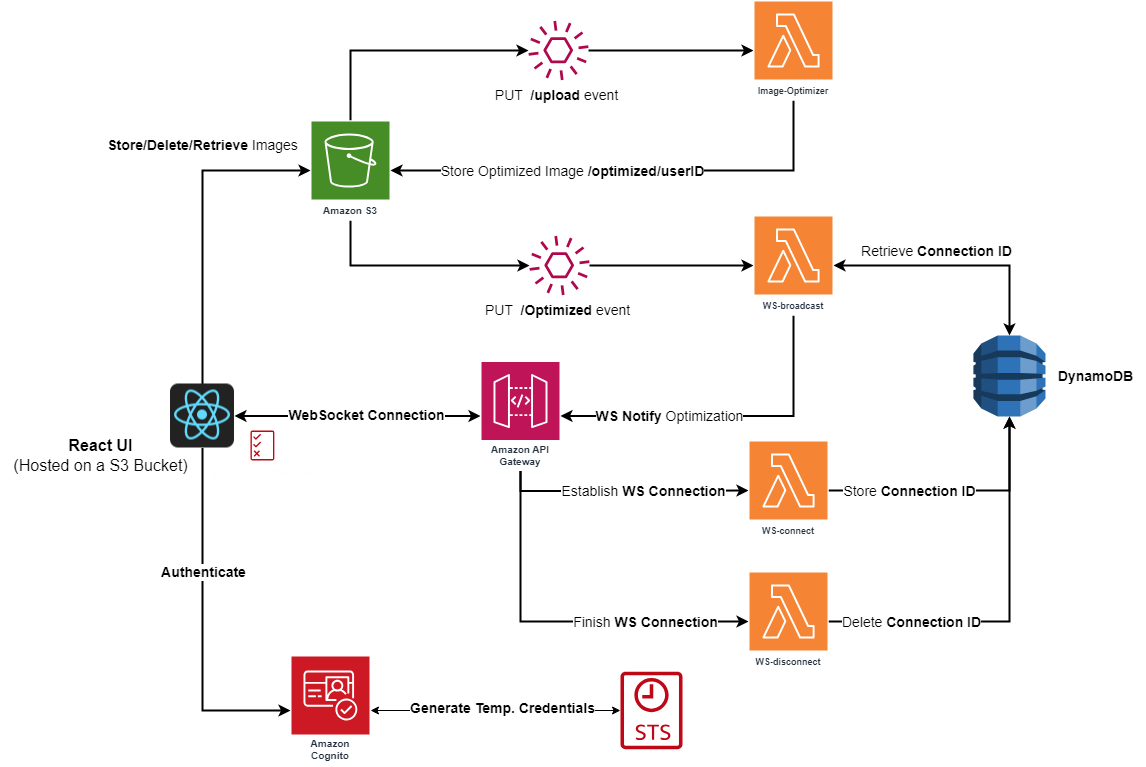 PUT /upload event
Image-Optimizer
Store/Delete/Retrieve Images
Store Optimized Image /optimized/userID
Amazon S3
Retrieve Connection ID
PUT /Optimized event
WS-broadcast
DynamoDB
WebSocket Connection
WS Notify Optimization
React UI
(Hosted on a S3 Bucket)
Amazon API
Gateway
Establish WS Connection
Store Connection ID
WS-connect
Authenticate
Finish WS Connection
Delete Connection ID
WS-disconnect
Generate Temp. Credentials
STS
Amazon
Cognito